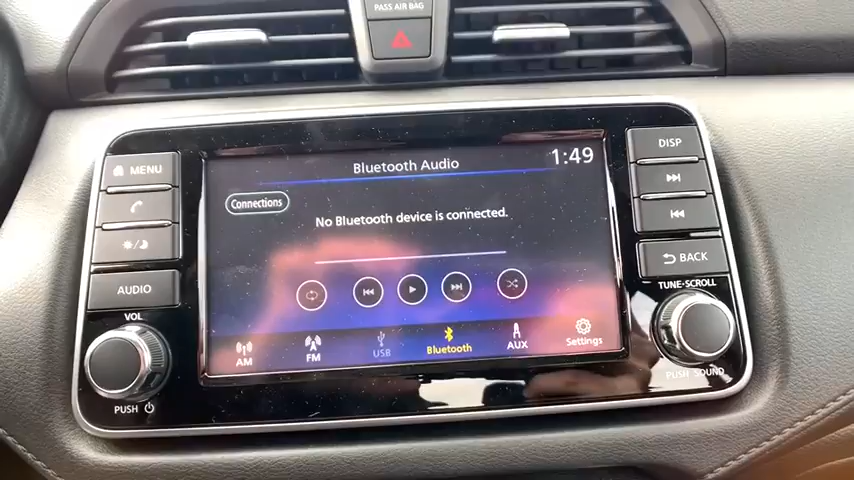 PASS AIR BAG
Bluetooth Audio
1:49
DISP
MENU
Connections
No Bluetooth device is connected.
BACK
AUDIO
TUNE·SCROLL
VOL
AM
FM
USB
Bluetooth
AUX
Settings
PUSH
PUSH SOUND